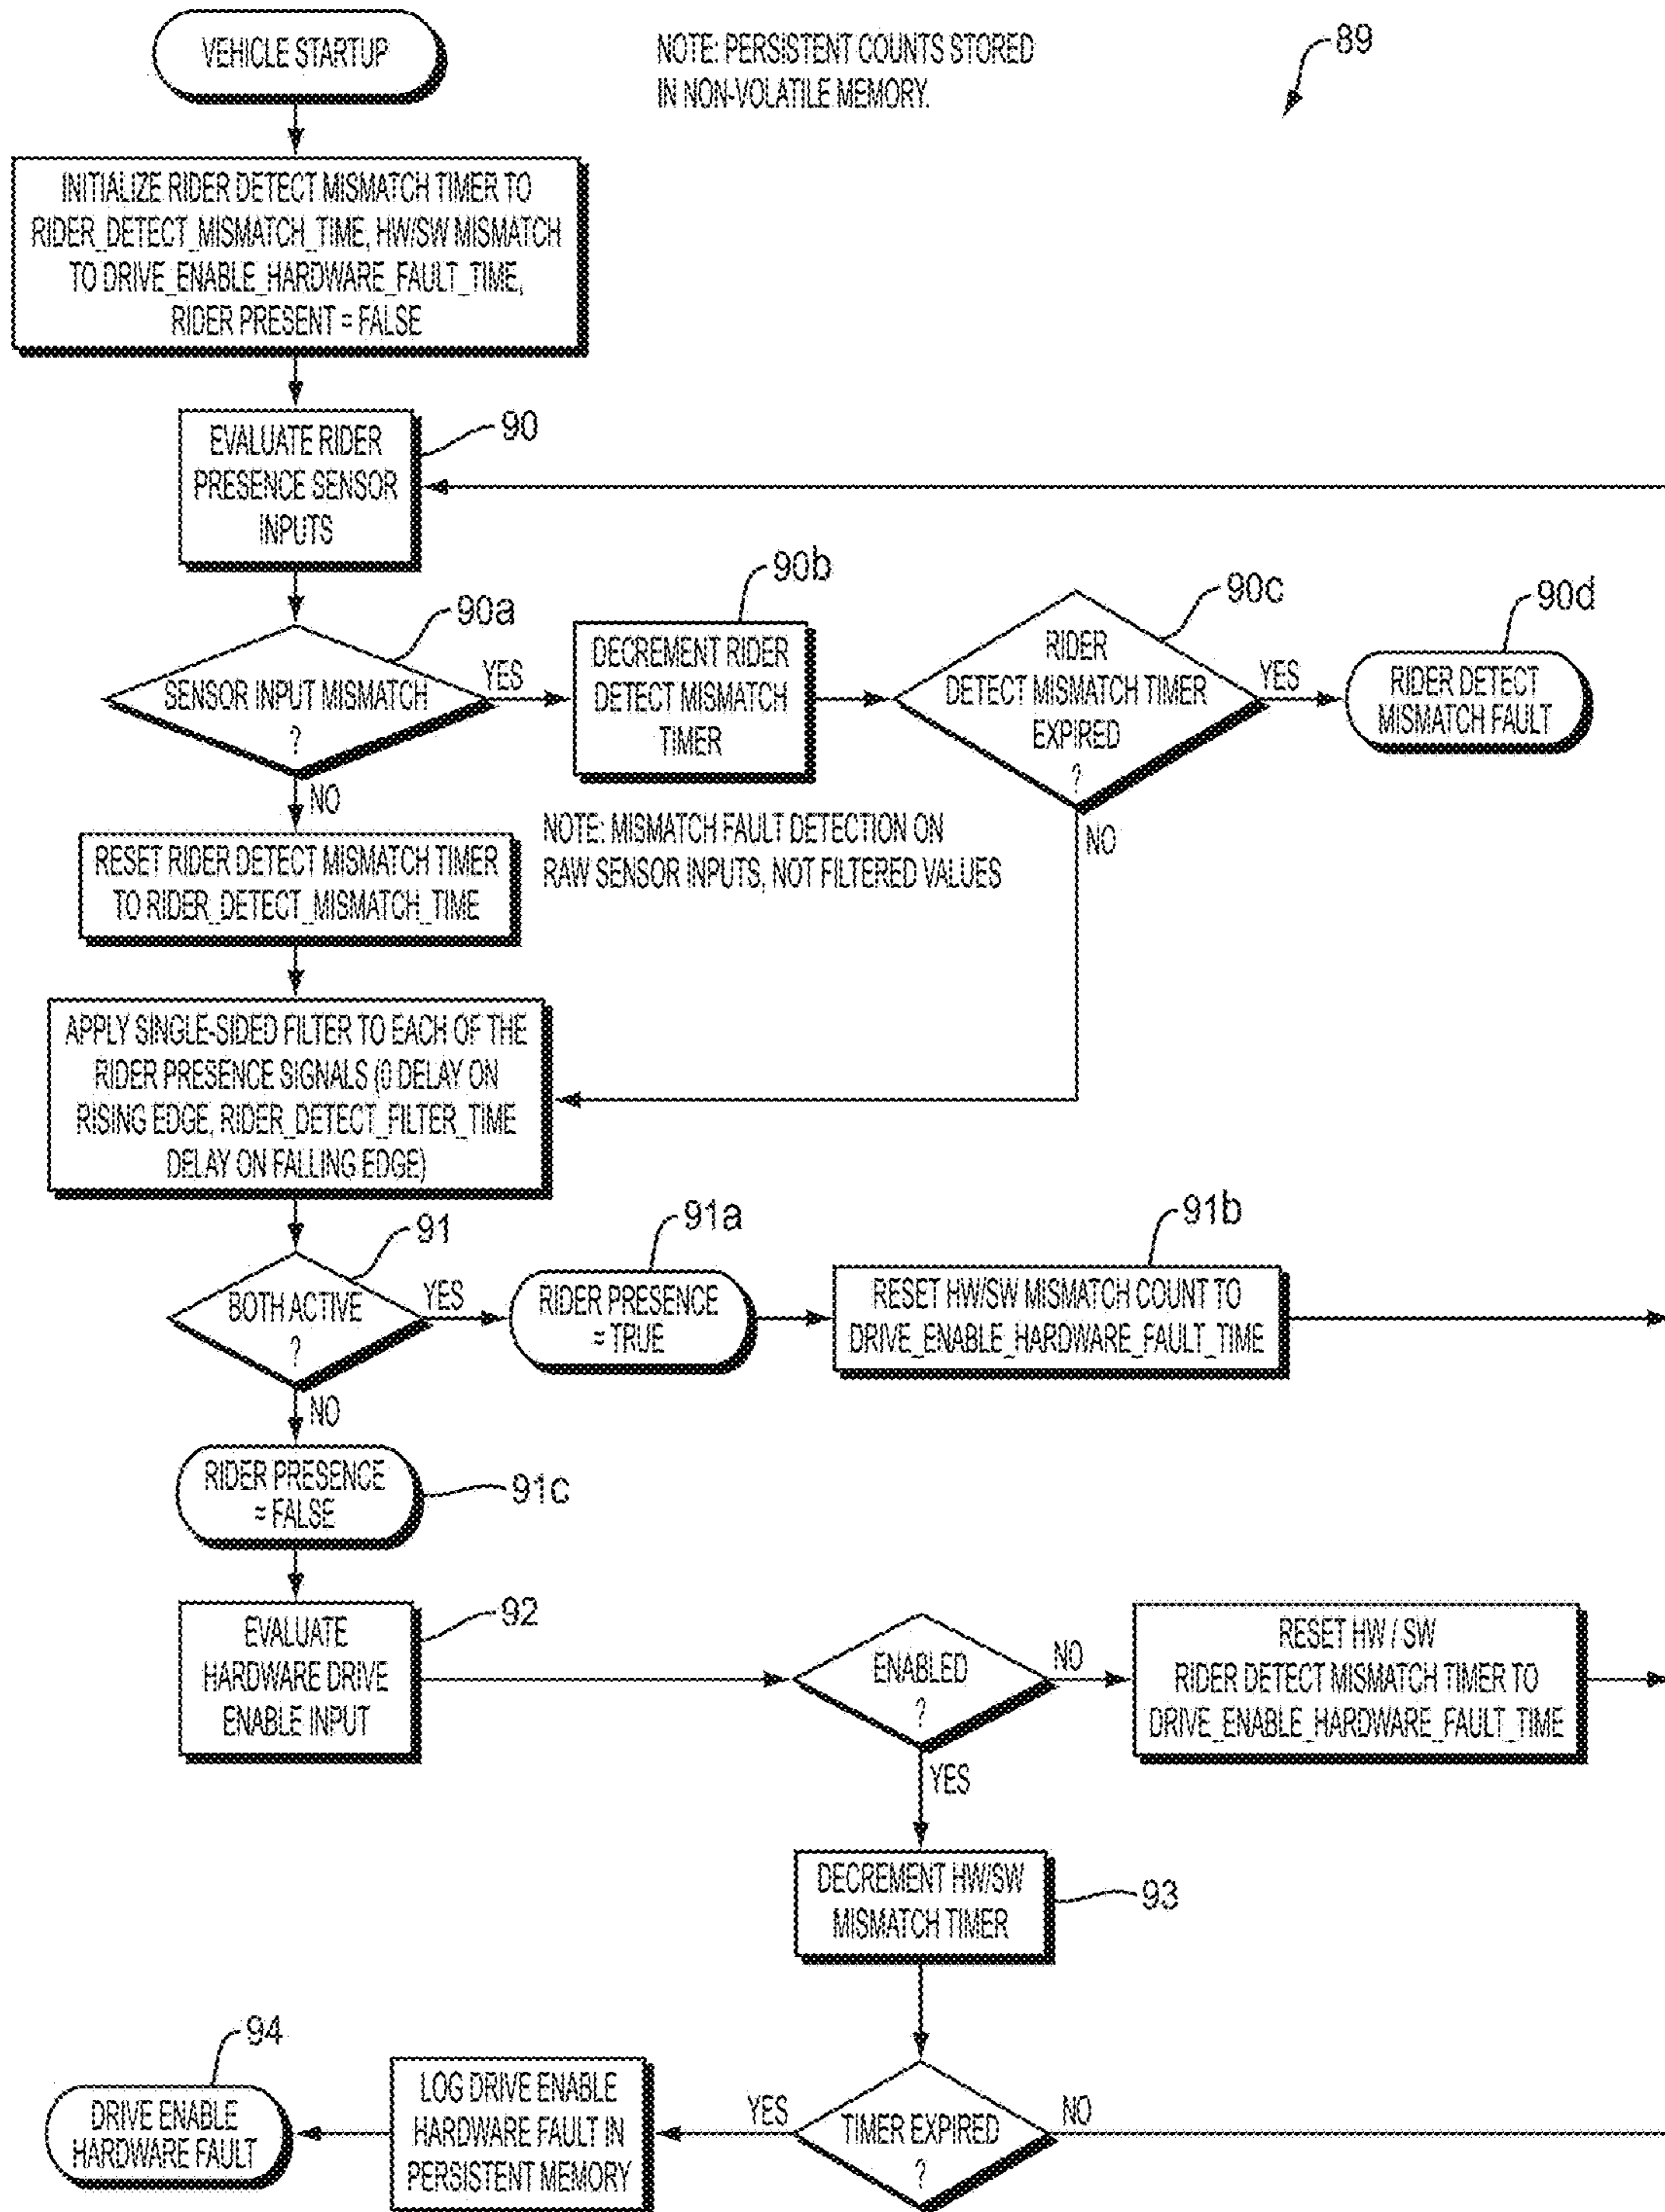 VEHICLE STARTUP
NOTE: PERSISTENT COUNTS STORED
IN NON-VOLATILE MEMORY.
89
INITIALIZE RIDER DETECT MISMATCH TIMER TO
RIDER_DETECT_MISMATCH_TIME, HW/SW MISMATCH
TO DRIVE_ENABLE_HARDWARE_FAULT_TIME,
RIDER PRESENT = FALSE
90
EVALUATE RIDER
PRESENCE SENSOR
INPUTS
90a
SENSOR INPUT MISMATCH
?
YES
NO
90b
DECREMENT RIDER
DETECT MISMATCH
TIMER
90c
RIDER
DETECT MISMATCH TIMER
EXPIRED
?
YES
NO
90d
RIDER DETECT
MISMATCH FAULT
RESET RIDER DETECT MISMATCH TIMER
TO RIDER_DETECT_MISMATCH_TIME
NOTE: MISMATCH FAULT DETECTION ON
RAW SENSOR INPUTS, NOT FILTERED VALUES
APPLY SINGLE-SIDED FILTER TO EACH OF THE
RIDER PRESENCE SIGNALS (0 DELAY ON
RISING EDGE, RIDER_DETECT_FILTER_TIME
DELAY ON FALLING EDGE)
91
BOTH ACTIVE
?
YES
NO
91a
RIDER PRESENCE
= TRUE
91b
RESET HW/SW MISMATCH COUNT TO
DRIVE_ENABLE_HARDWARE_FAULT_TIME
RIDER PRESENCE
= FALSE
91c
92
EVALUATE
HARDWARE DRIVE
ENABLE INPUT
ENABLED
?
NO
YES
RESET HW / SW
RIDER DETECT MISMATCH TIMER TO
DRIVE_ENABLE_HARDWARE_FAULT_TIME
DECREMENT HW/SW
MISMATCH TIMER
93
TIMER EXPIRED
?
YES
NO
LOG DRIVE ENABLE
HARDWARE FAULT IN
PERSISTENT MEMORY
94
DRIVE ENABLE
HARDWARE FAULT